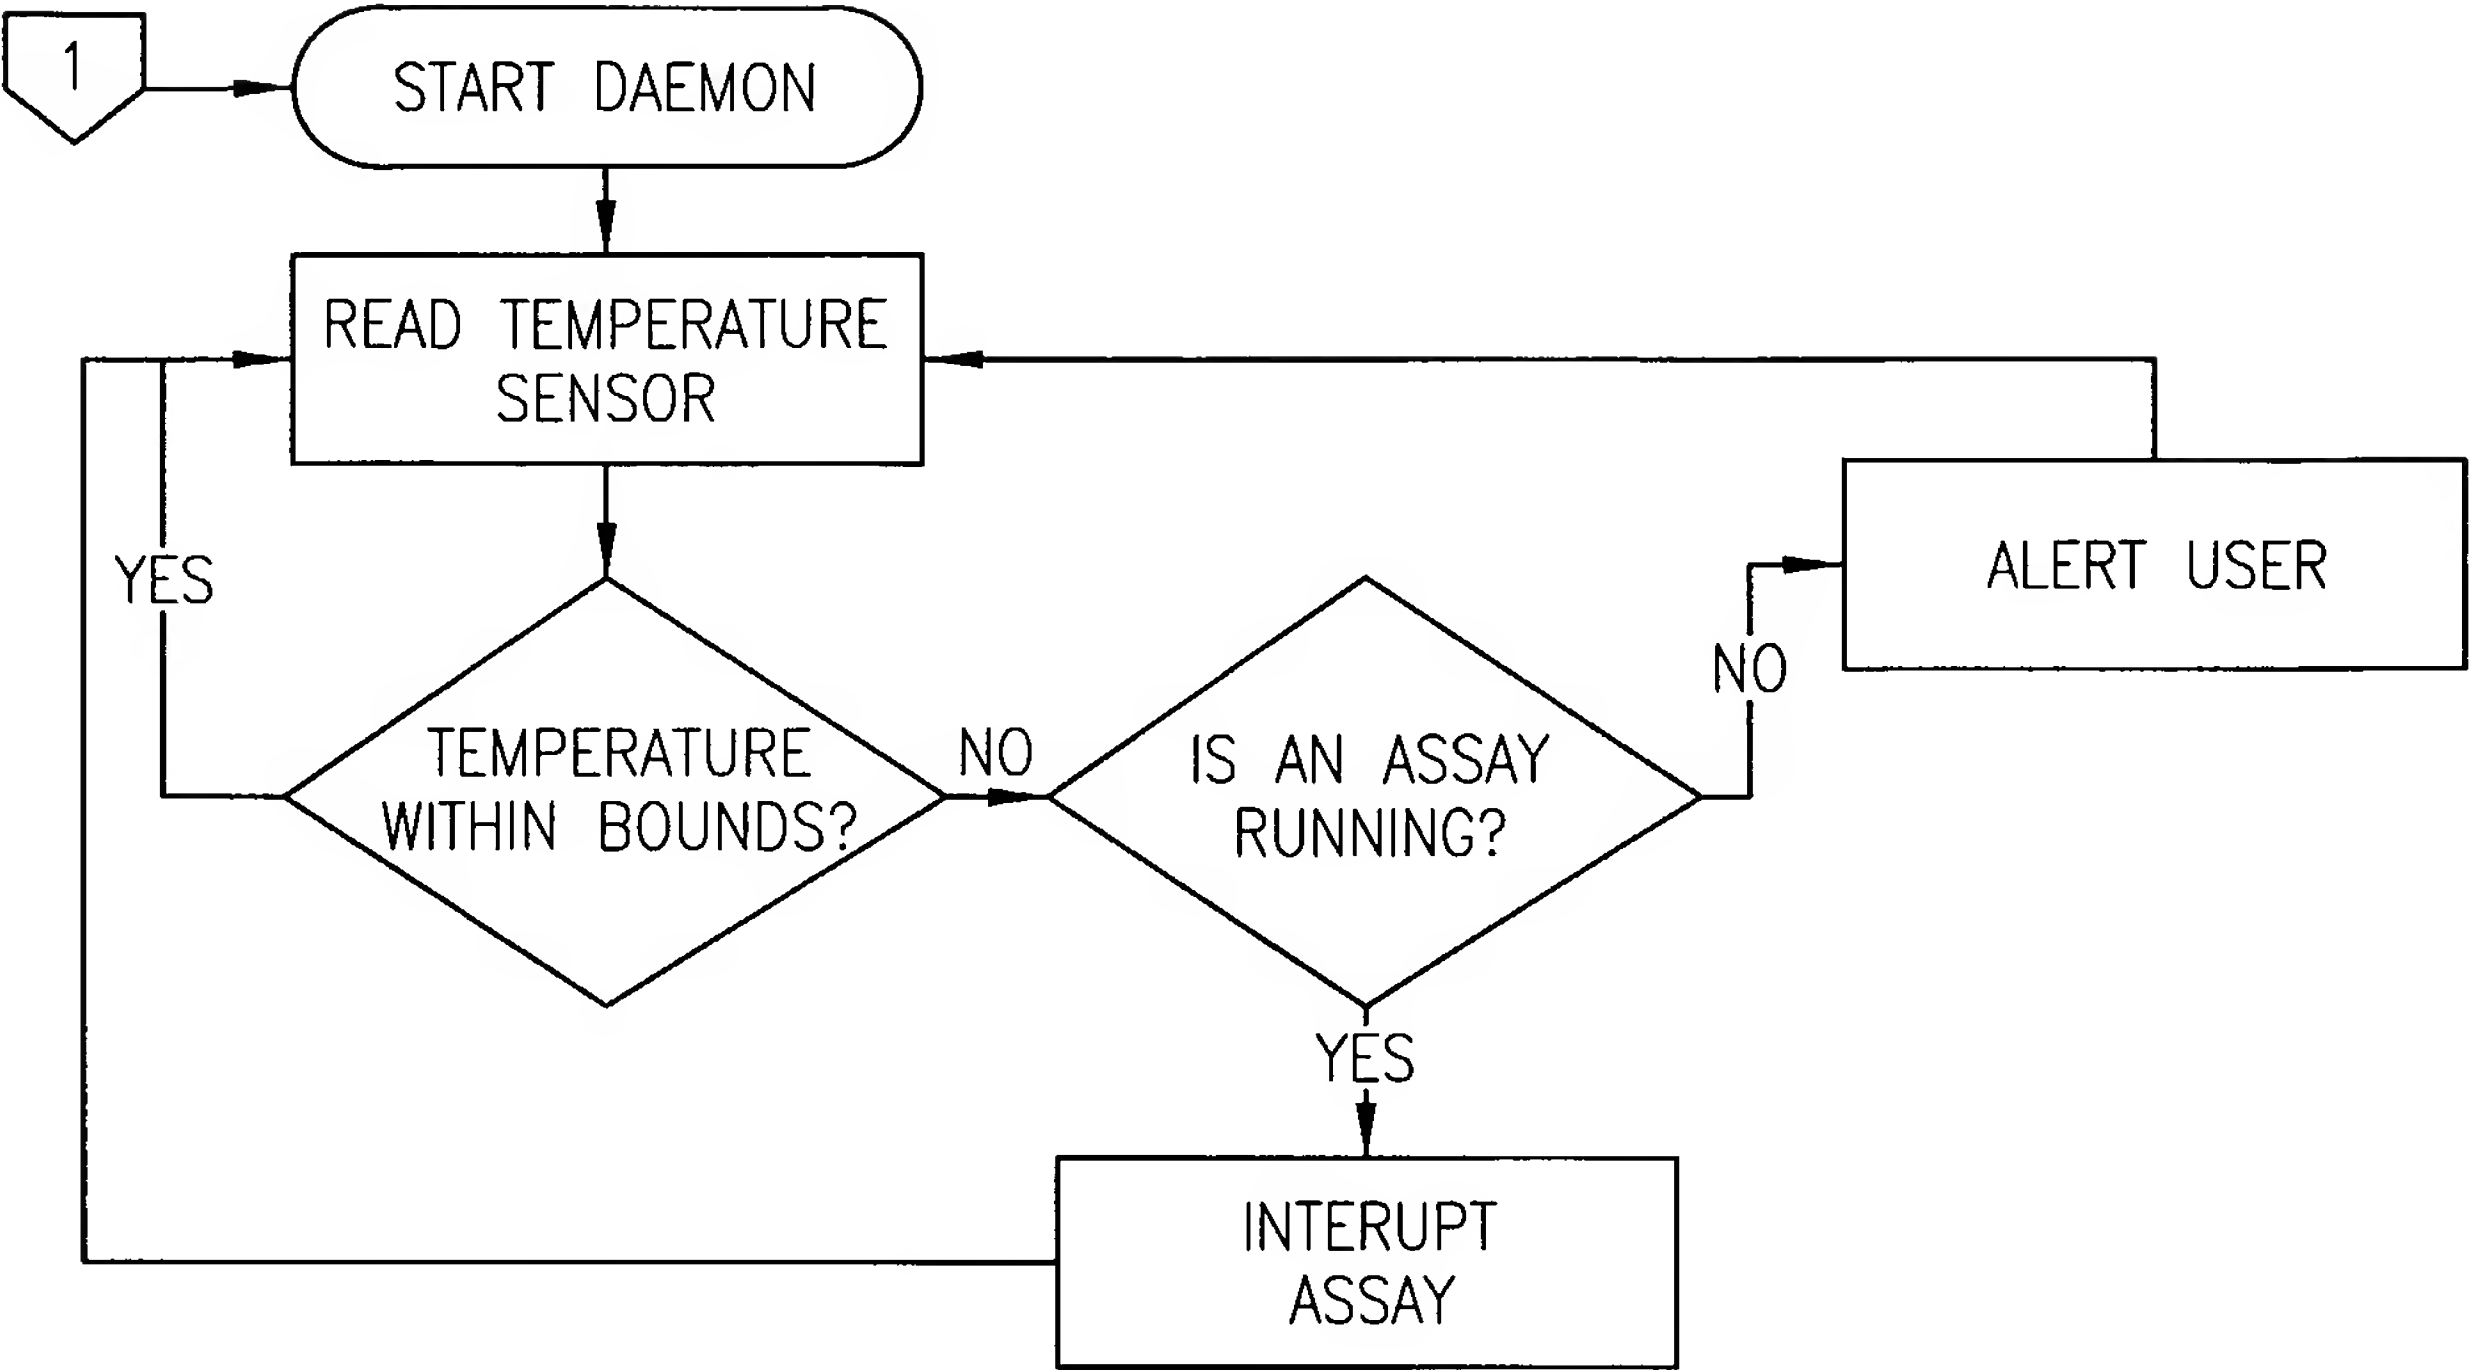 1
START DAEMON
READ TEMPERATURE
SENSOR
YES
TEMPERATURE
WITHIN BOUNDS?
NO
IS AN ASSAY
RUNNING?
NO
ALERT USER
YES
INTERUPT
ASSAY